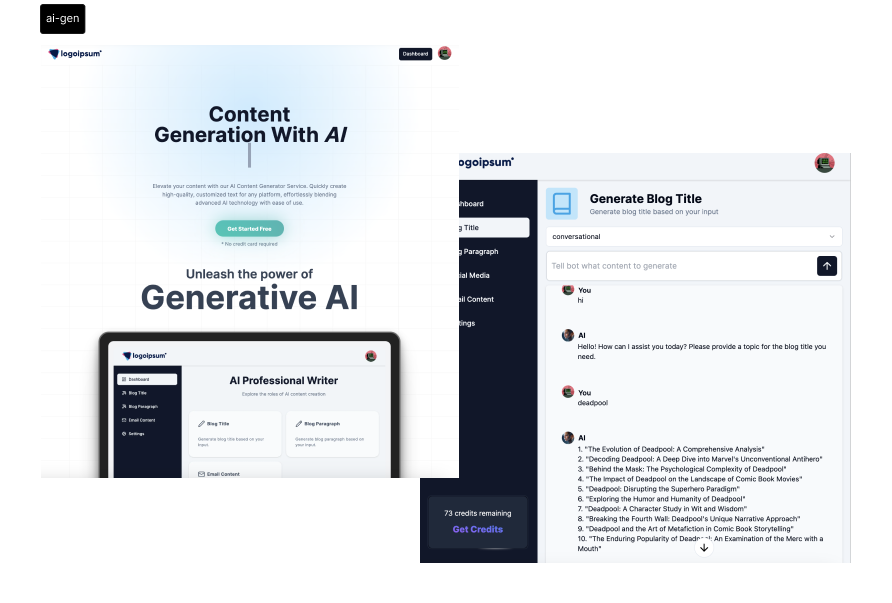 ai-gen
logoipsum
Dashboard
Content
Generation With AI
Elevate your content with our AI Content Generator Service. Quickly create
high-quality, customized text for any platform, effortlessly blending
advanced AI technology with ease of use.
Get Started Free
* No credit card required
Unleash the power of
Generative AI
logoipsum
Dashboard
Blog Title
Blog Paragraph
Email Content
Settings
AI Professional Writer
Explore the roles of AI content creation
Blog Title
Generate blog title based on your
input.
Blog Paragraph
Generate blog paragraph based on
your input.
Email Content
ogoipsum
hboard
g Title
g Paragraph
ial Media
ail Content
tings
73 credits remaining
Get Credits
Generate Blog Title
Generate blog title based on your input
conversational
Tell bot what content to generate
You
hi
AI
Hello! How can I assist you today? Please provide a topic for the blog title you
need.
You
deadpool
AI
1. "The Evolution of Deadpool: A Comprehensive Analysis"
2. "Decoding Deadpool: A Deep Dive into Marvel's Unconventional Antihero"
3. "Behind the Mask: The Psychological Complexity of Deadpool"
4. "The Impact of Deadpool on the Landscape of Comic Book Movies"
5. "Deadpool: Disrupting the Superhero Paradigm"
6. "Exploring the Humor and Humanity of Deadpool"
7. "Deadpool: A Character Study in Wit and Wisdom"
8. "Breaking the Fourth Wall: Deadpool's Unique Narrative Approach"
9. "Deadpool and the Art of Metafiction in Comic Book Storytelling"
10. "The Enduring Popularity of Deadpool: An Examination of the Merc with a
Mouth"